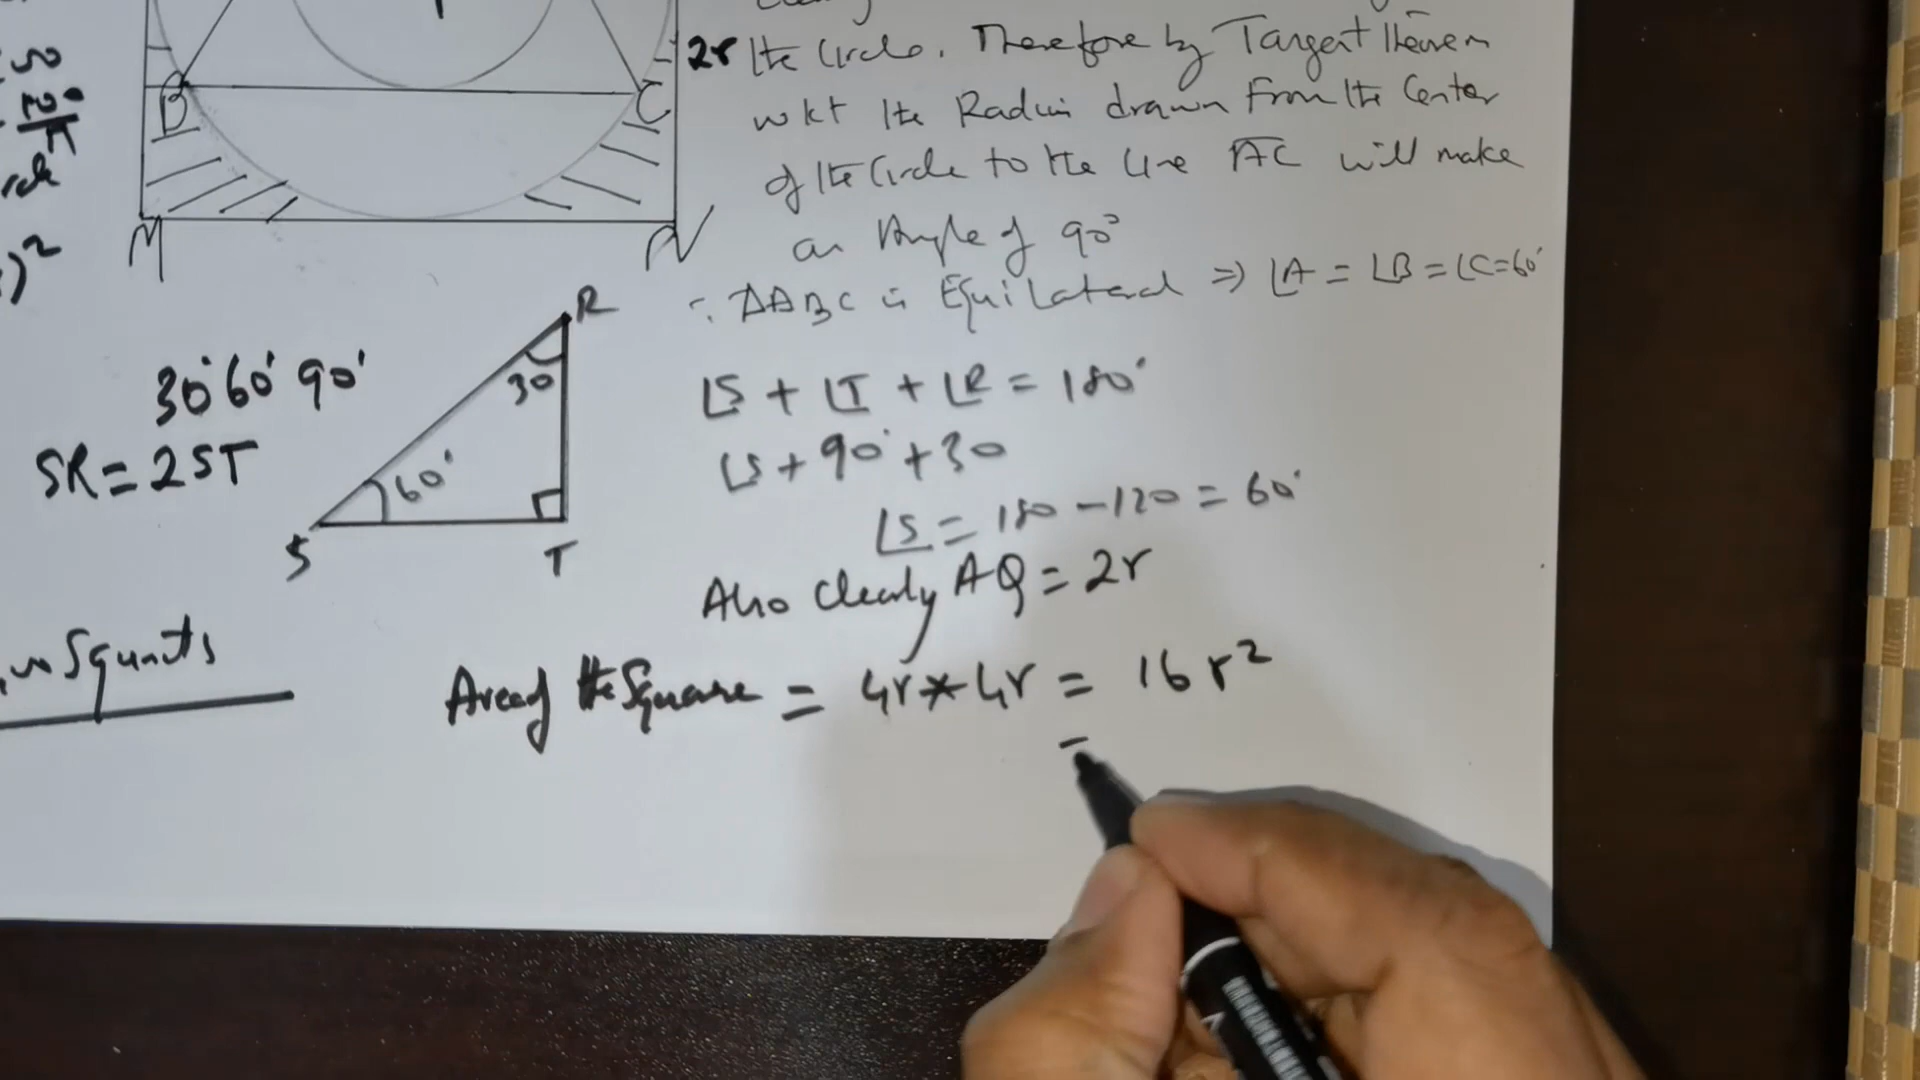 2r the Circle. Therefore by Tangent theorem
wkt the Radius drawn from the Center
of the Circle to the line AC will make
an Angle of 90°
∴ ΔABC is Equilateral ⇒ ∠A = ∠B = ∠C = 60°
B
C
M
N
R
30
60°
S
T
30° 60° 90°
SR = 2ST
∠S + ∠T + ∠R = 180°
∠S + 90° + 30
∠S = 180 - 120 = 60°
Also Clearly AQ = 2r
in Squnits
Area of the Square = 4r * 4r = 16r²
=